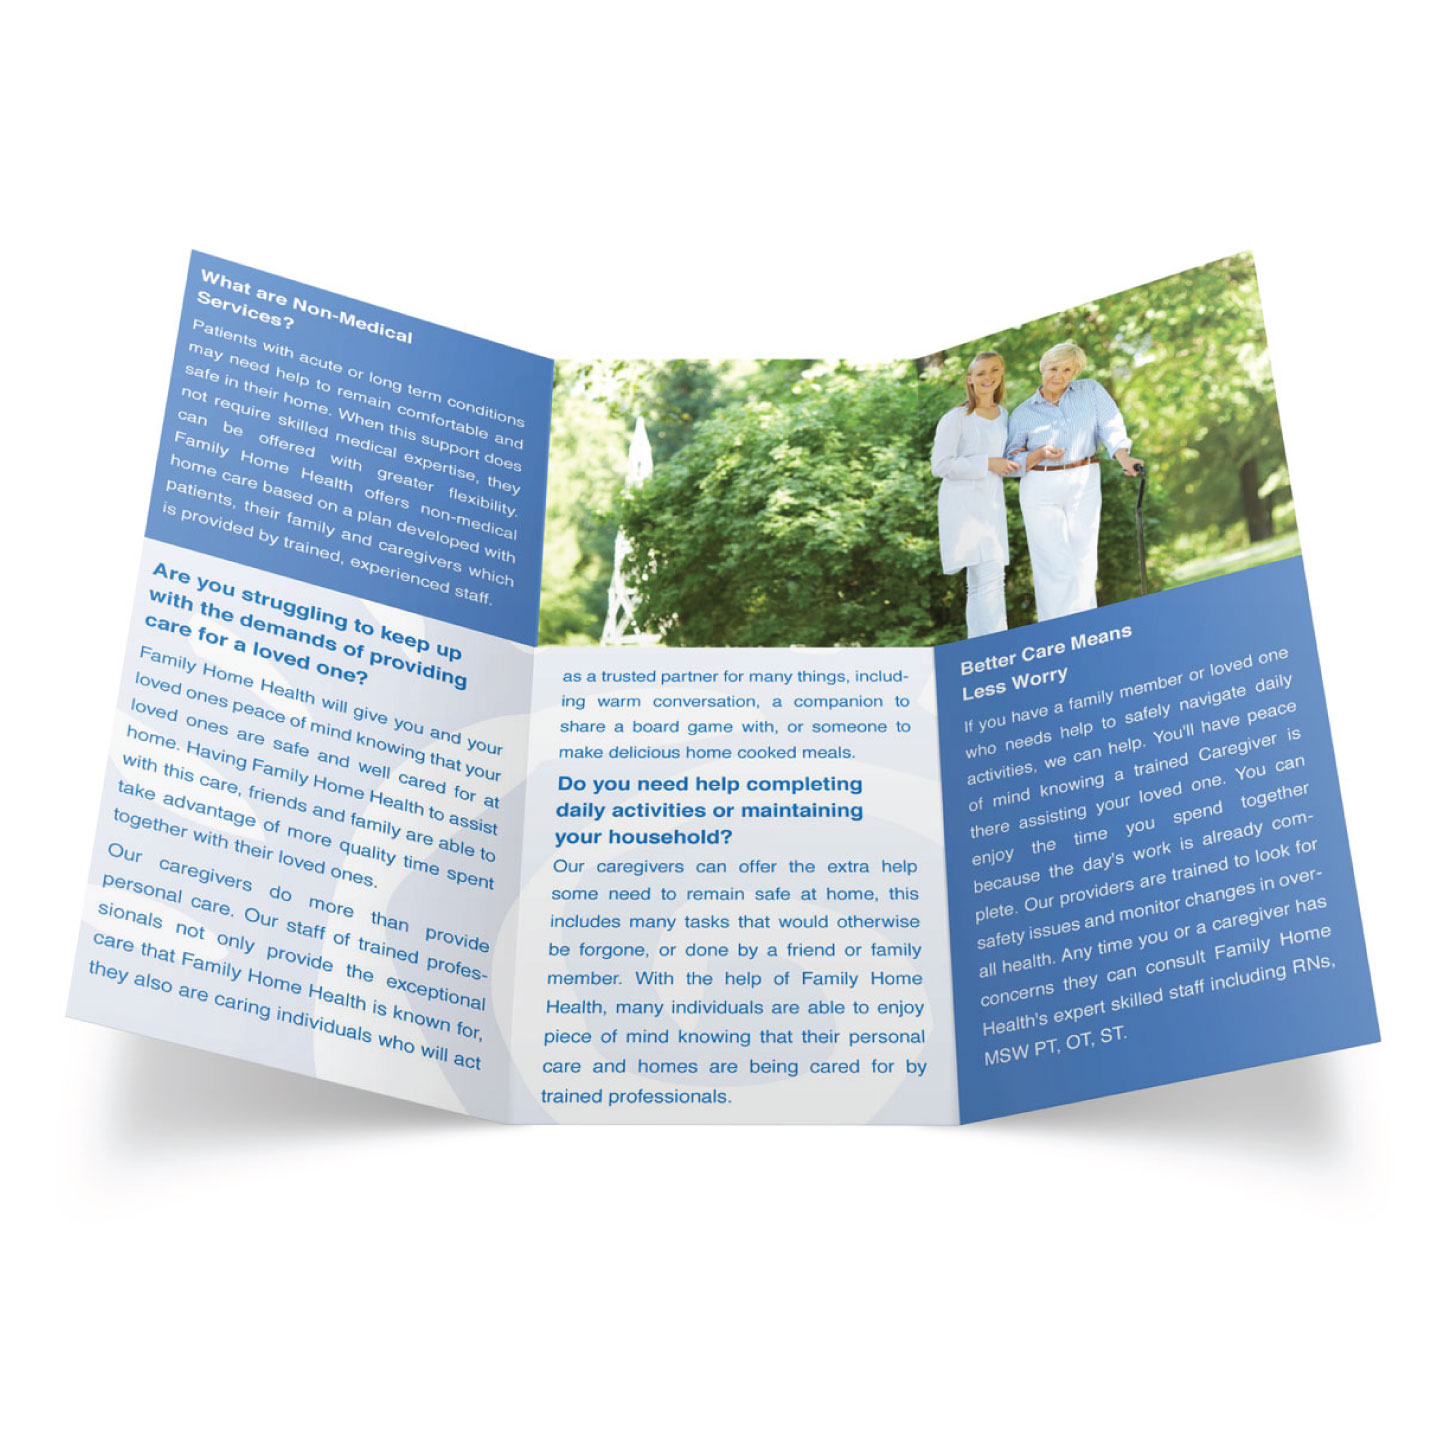 What are Non-Medical
Services?
Patients with acute or long term conditions
may need help to remain comfortable and
safe in their home. When this support does
not require skilled medical expertise, they
can be offered with greater flexibility.
Family Home Health offers non-medical
home care based on a plan developed with
patients, their family and caregivers which
is provided by trained, experienced staff.
Are you struggling to keep up
with the demands of providing
care for a loved one?
Family Home Health will give you and your
loved ones peace of mind knowing that your
loved ones are safe and well cared for at
home. Having Family Home Health to assist
with this care, friends and family are able to
take advantage of more quality time spent
together with their loved ones.
Our caregivers do more than provide
personal care. Our staff of trained profes-
sionals not only provide the exceptional
care that Family Home Health is known for,
they also are caring individuals who will act
as a trusted partner for many things, includ-
ing warm conversation, a companion to
share a board game with, or someone to
make delicious home cooked meals.
Do you need help completing
daily activities or maintaining
your household?
Our caregivers can offer the extra help
some need to remain safe at home, this
includes many tasks that would otherwise
be forgone, or done by a friend or family
member. With the help of Family Home
Health, many individuals are able to enjoy
piece of mind knowing that their personal
care and homes are being cared for by
trained professionals.
Better Care Means
Less Worry
If you have a family member or loved one
who needs help to safely navigate daily
activities, we can help. You'll have peace
of mind knowing a trained Caregiver is
there assisting your loved one. You can
enjoy the time you spend together
because the day's work is already com-
plete. Our providers are trained to look for
safety issues and monitor changes in over-
all health. Any time you or a caregiver has
concerns they can consult Family Home
Health's expert skilled staff including RNs,
MSW PT, OT, ST.